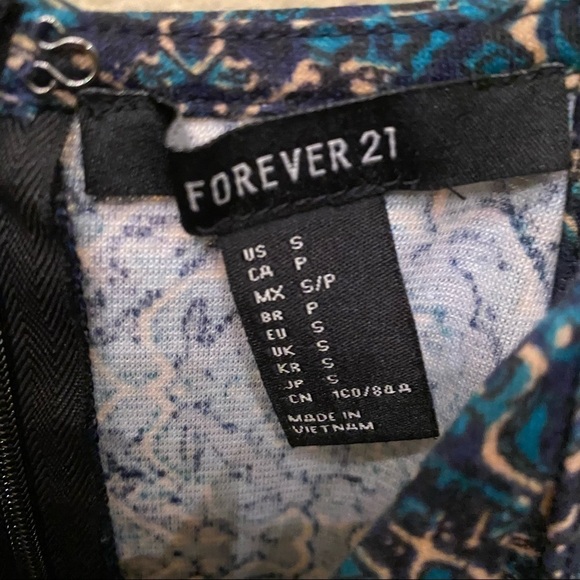 FOREVER 21
US S
CA P
MX S/P
BR P
EU S
UK S
KR S
JP S
CN 160/84A
MADE IN
VIETNAM